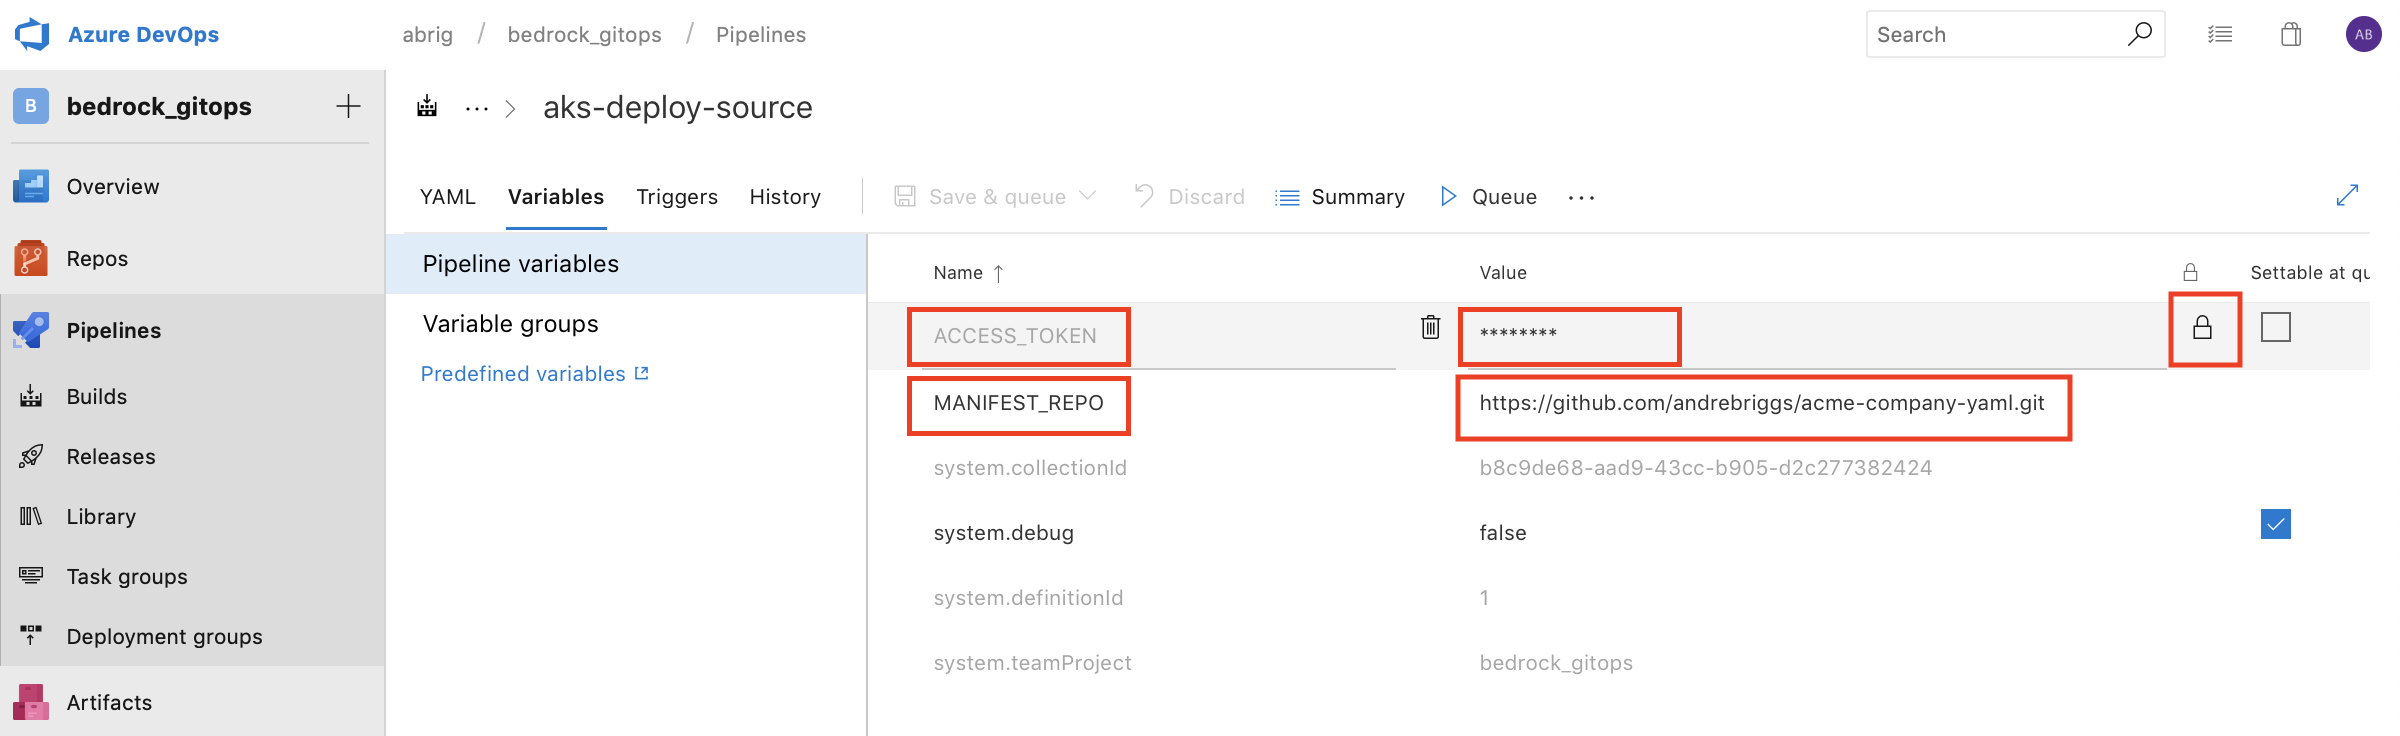 Azure DevOps
abrig / bedrock_gitops / Pipelines
Search
AB
B bedrock_gitops
Overview
Repos
Pipelines
Builds
Releases
Library
Task groups
Deployment groups
Artifacts
... > aks-deploy-source
YAML Variables Triggers History Save & queue Discard Summary Queue ...
Pipeline variables
Variable groups
Predefined variables
Name ↑ Value Settable at qu
ACCESS_TOKEN ********
MANIFEST_REPO https://github.com/andrebriggs/acme-company-yaml.git
system.collectionId b8c9de68-aad9-43cc-b905-d2c277382424
system.debug false
system.definitionId 1
system.teamProject bedrock_gitops